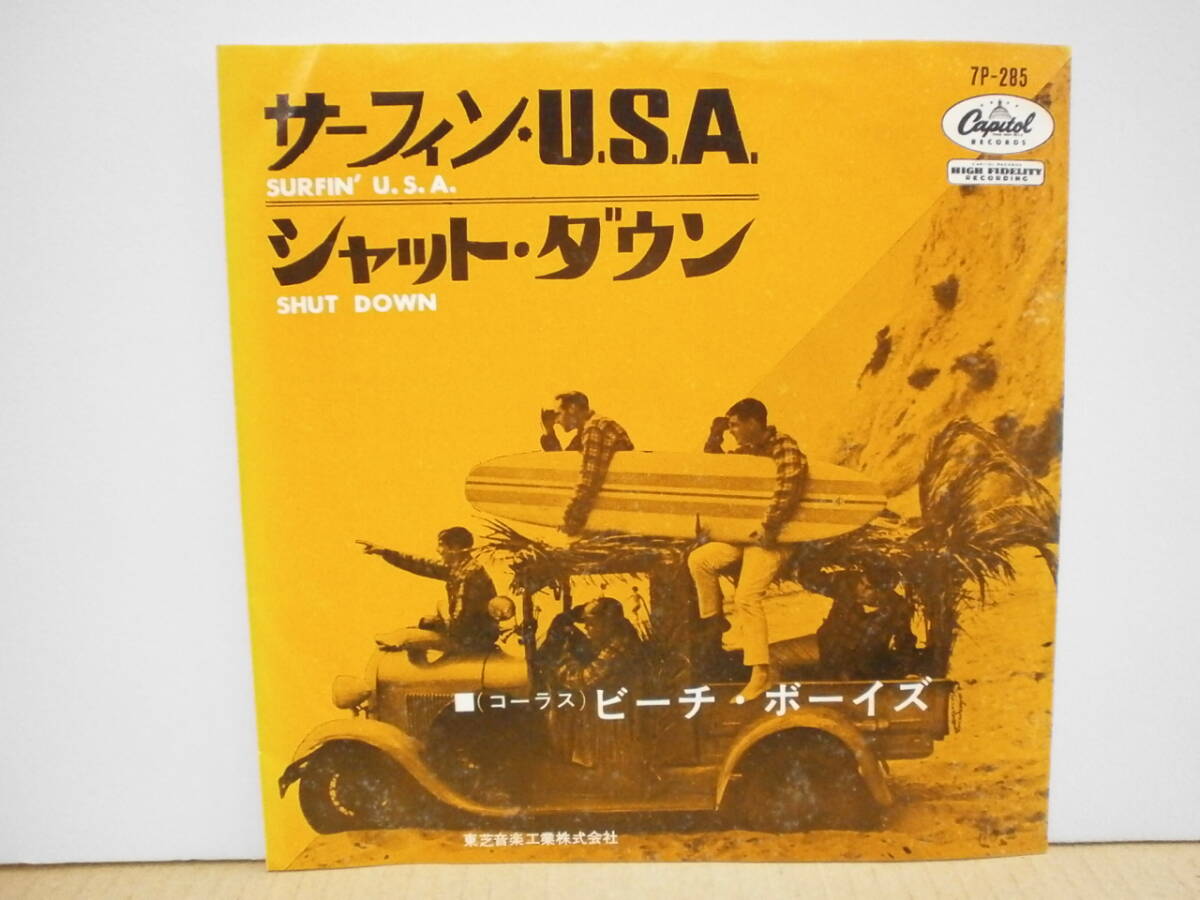 7P-285
サーフィン・U.S.A.
SURFIN' U.S.A.
シャット・ダウン
SHUT DOWN
Capitol
RECORDS
HIGH FIDELITY
RECORDING
■(コーラス) ビーチ・ボーイズ
東芝音楽工業株式会社